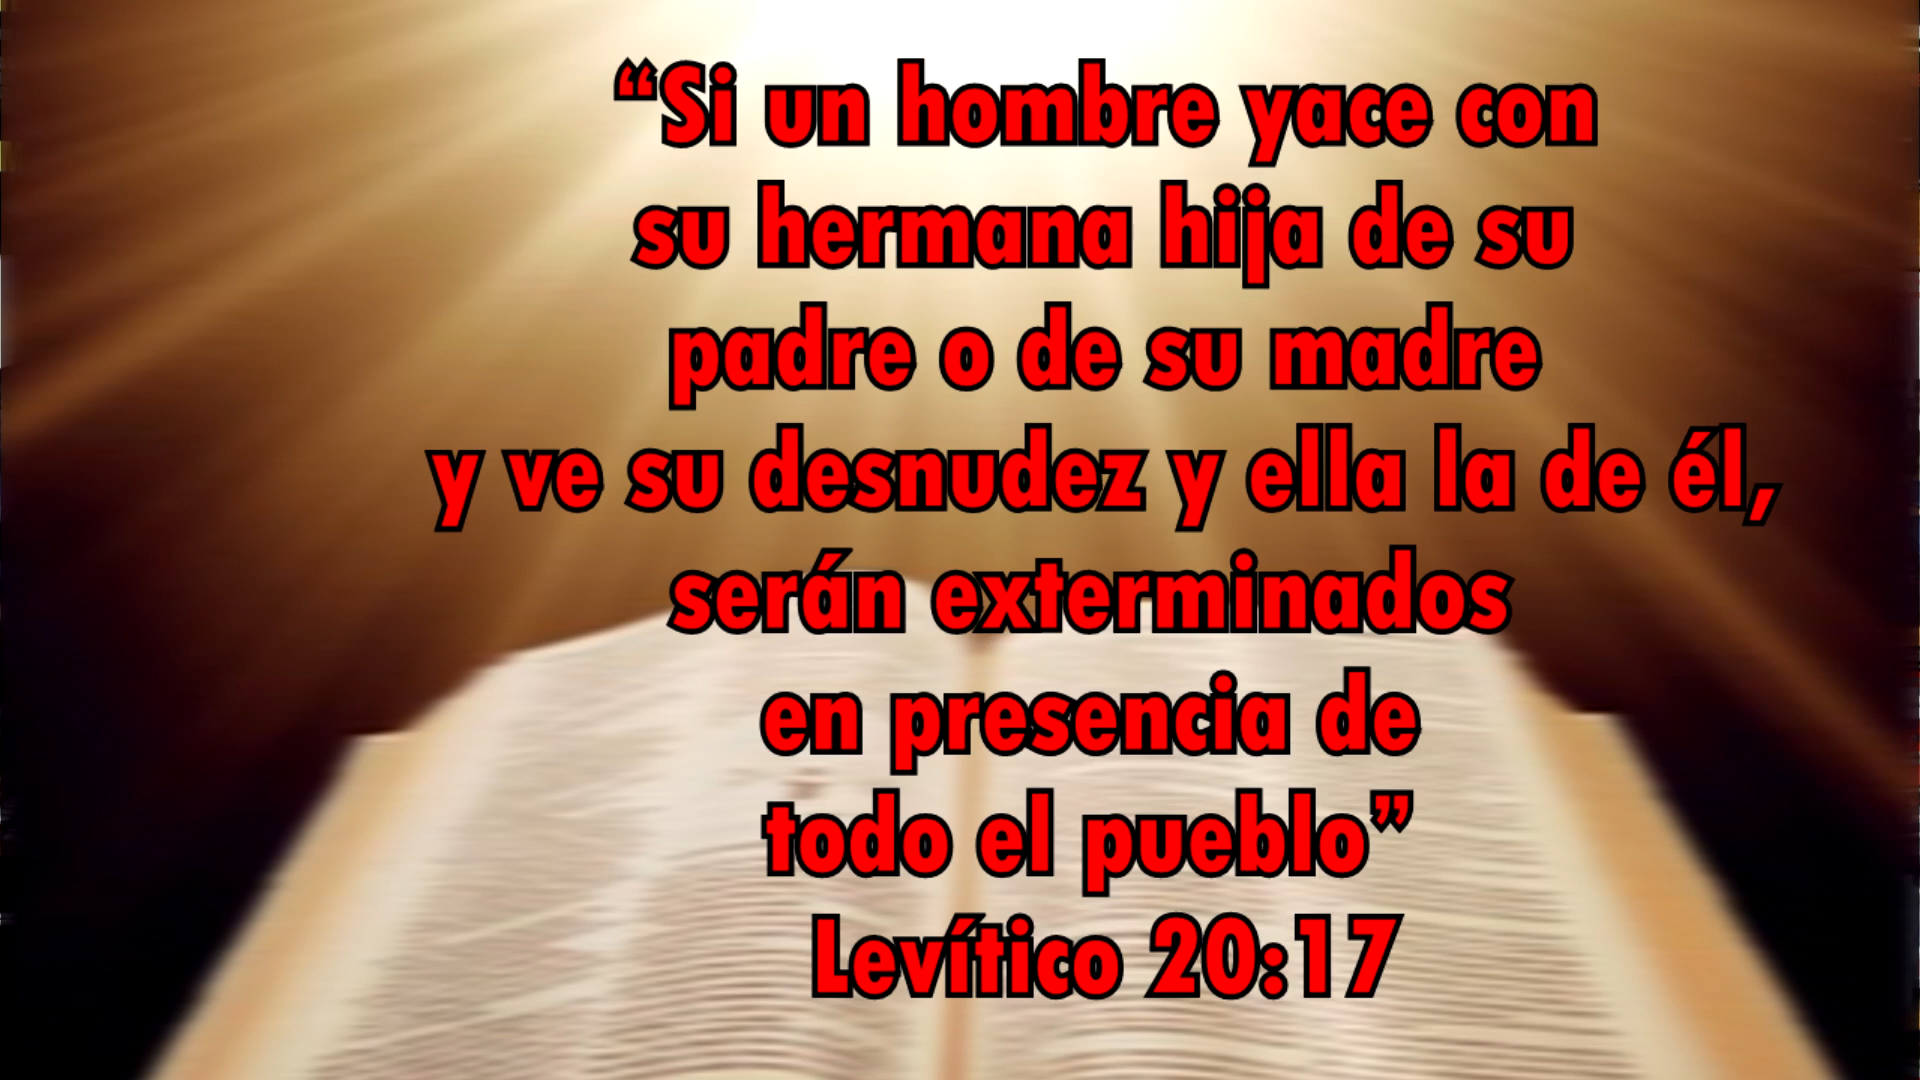 “Si un hombre yace con
su hermana hija de su
padre o de su madre
y ve su desnudez y ella la de él,
serán exterminados
en presencia de
todo el pueblo”
Levítico 20:17